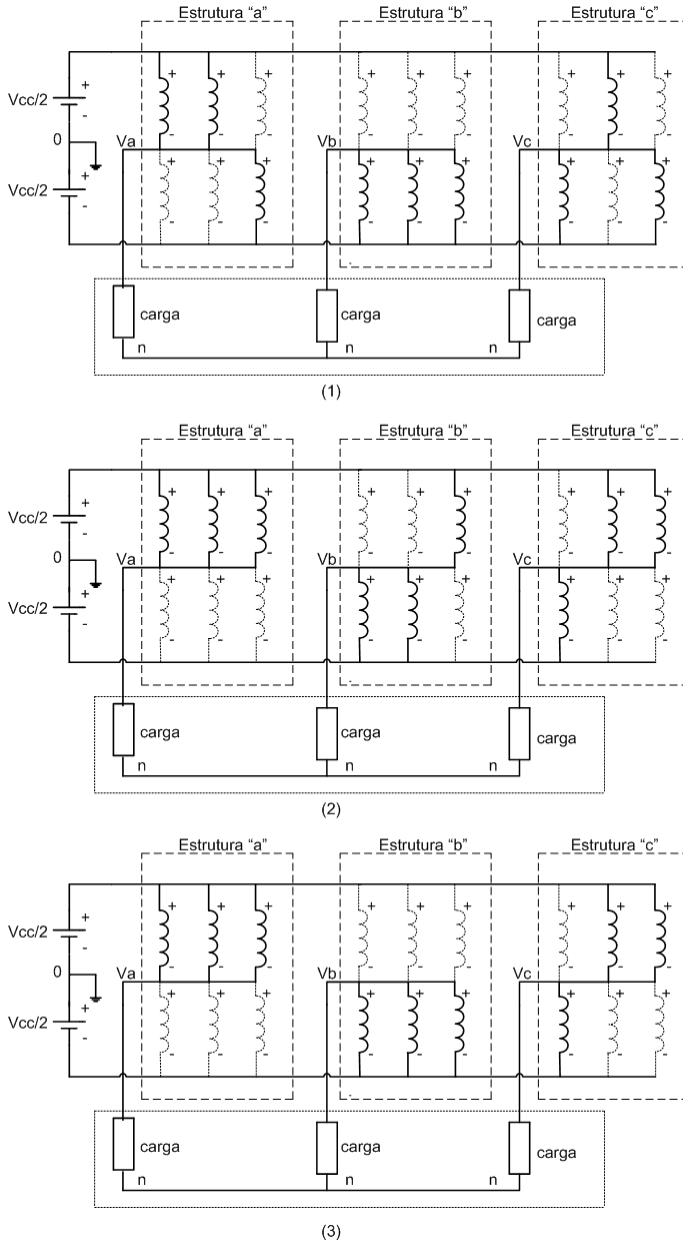 Estrutura “a” Estrutura “b” Estrutura “c”
+ + + + + + + + +
+
Vcc/2
-
- - - - - - - - -
0 Va Vb Vc
+ + + + + + + + +
+
Vcc/2
-
- - - - - - - - -
carga carga carga
n n n
(1)
Estrutura “a” Estrutura “b” Estrutura “c”
+ + + + + + + + +
+
Vcc/2
-
- - - - - - - - -
0 Va Vb Vc
+ + + + + + + + +
+
Vcc/2
-
- - - - - - - - -
carga carga carga
n n n
(2)
Estrutura “a” Estrutura “b” Estrutura “c”
+ + + + + + + + +
+
Vcc/2
-
- - - - - - - - -
0 Va Vb Vc
+ + + + + + + + +
+
Vcc/2
-
- - - - - - - - -
carga carga carga
n n n
(3)